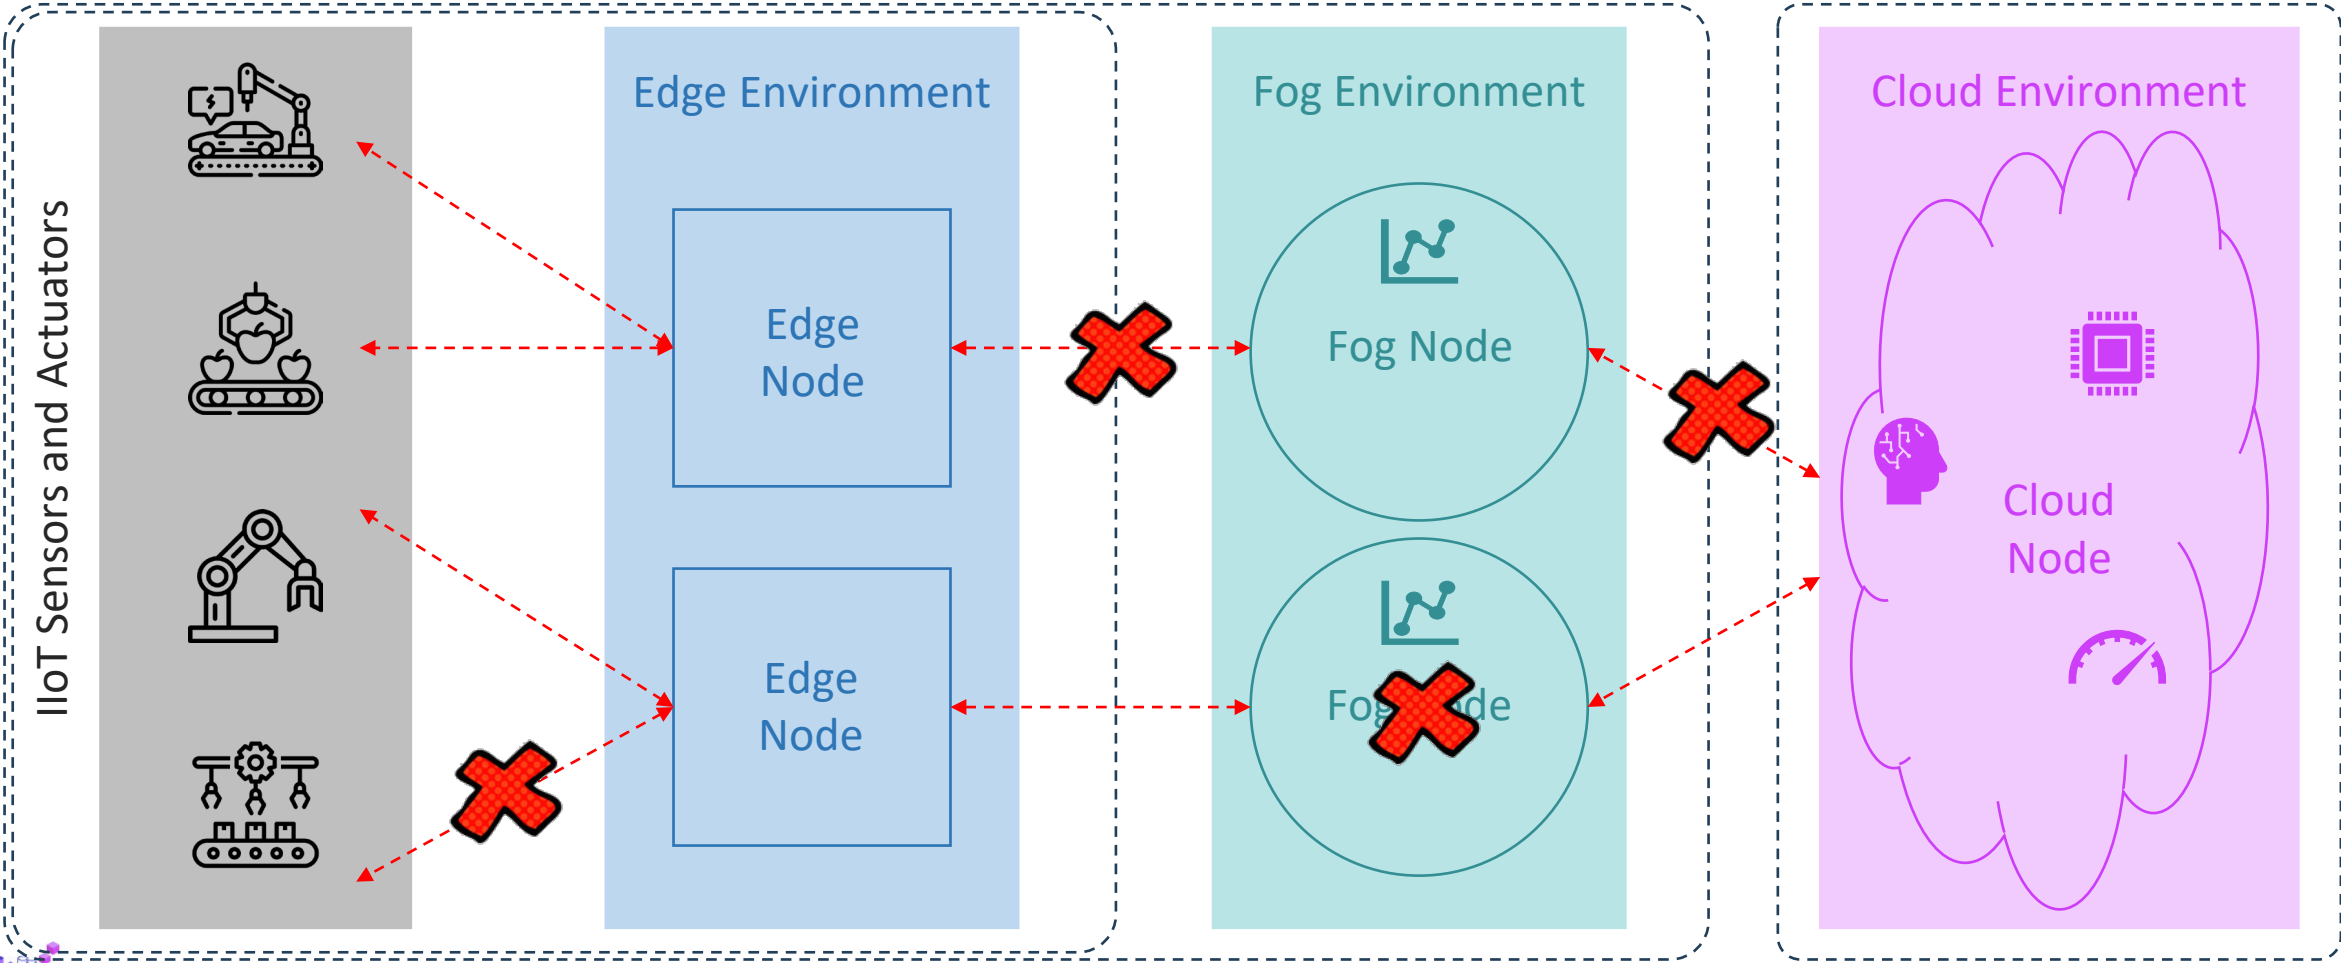 IIoT Sensors and Actuators
Edge Environment
Edge
Node
Edge
Node
Fog Environment
Fog Node
Cloud Environment
Cloud
Node